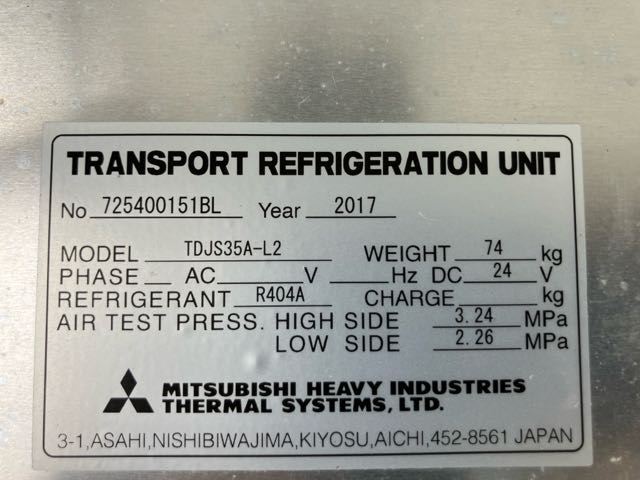 TRANSPORT REFRIGERATION UNIT
No 725400151BL Year 2017
MODEL TDJS35A-L2 WEIGHT 74 kg
PHASE AC V Hz DC 24 V
REFRIGERANT R404A CHARGE kg
AIR TEST PRESS. HIGH SIDE 3.24 MPa
LOW SIDE 2.26 MPa
MITSUBISHI HEAVY INDUSTRIES
THERMAL SYSTEMS, LTD.
3-1,ASAHI,NISHIBIWAJIMA,KIYOSU,AICHI,452-8561 JAPAN